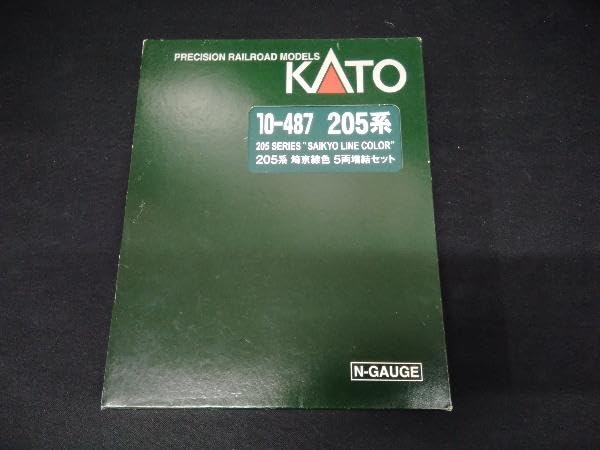 PRECISION RAILROAD MODELS
KATO
10-487 205系
205 SERIES "SAIKYO LINE COLOR"
205系 埼京線色 5両増結セット
N-GAUGE